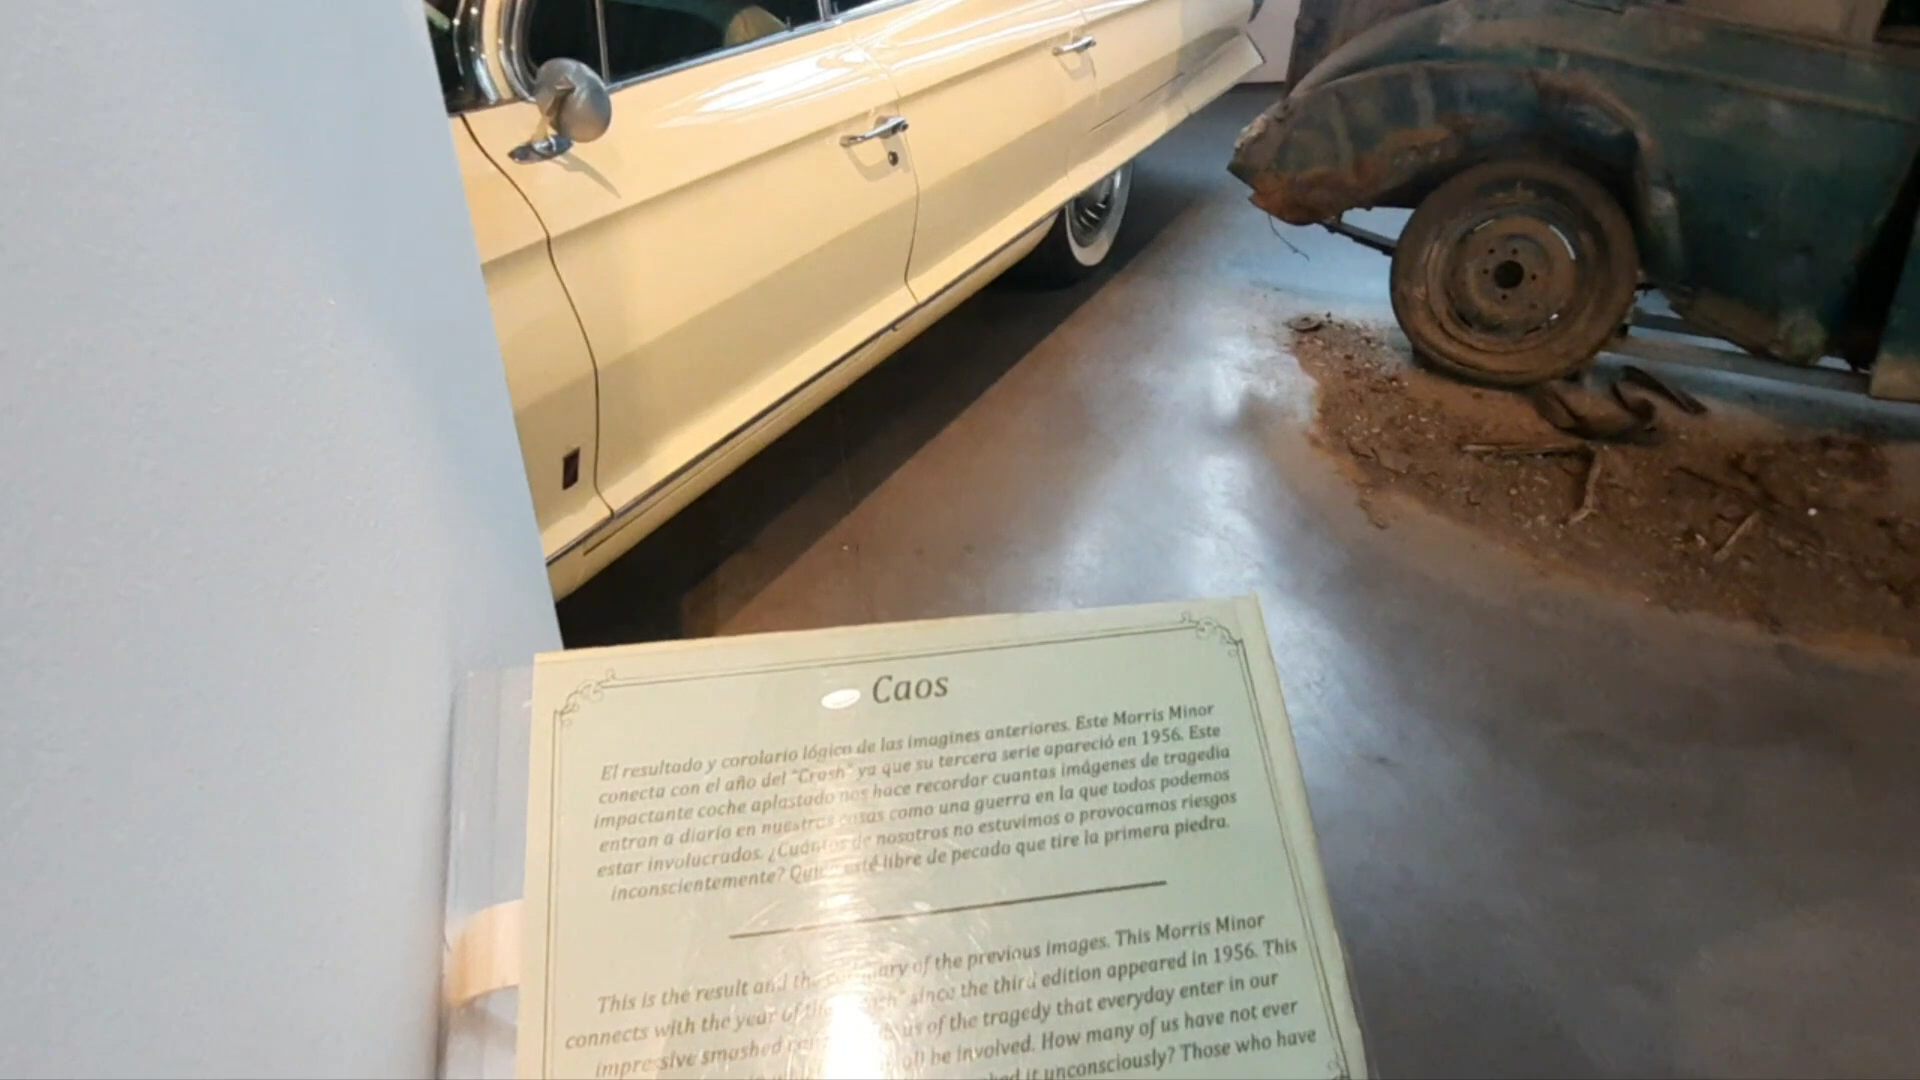 Caos
El resultado y corolario lógico de las imagines anteriores. Este Morris Minor
conecta con el año del "Crash" ya que su tercera serie apareció en 1956. Este
impactante coche aplastado nos hace recordar cuantas imágenes de tragedia
entran a diario en nuestras casas como una guerra en la que todos podemos
estar involucrados. ¿Cuántos de nosotros no estuvimos o provocamos riesgos
inconscientemente? Quien esté libre de pecado que tire la primera piedra.
This is the result and the of the previous images. This Morris Minor
connects with the year of the since the third edition appeared in 1956. This
impressive smashed of the tragedy that everyday enter in our
all be involved. How many of us have not ever
it unconsciously? Those who have